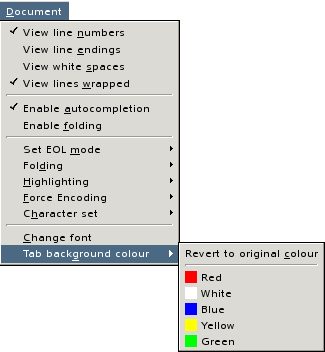 Document
View line numbers
View line endings
View white spaces
View lines wrapped
Enable autocompletion
Enable folding
Set EOL mode
Folding
Highlighting
Force Encoding
Character set
Change font
Tab background colour
Revert to original colour
Red
White
Blue
Yellow
Green